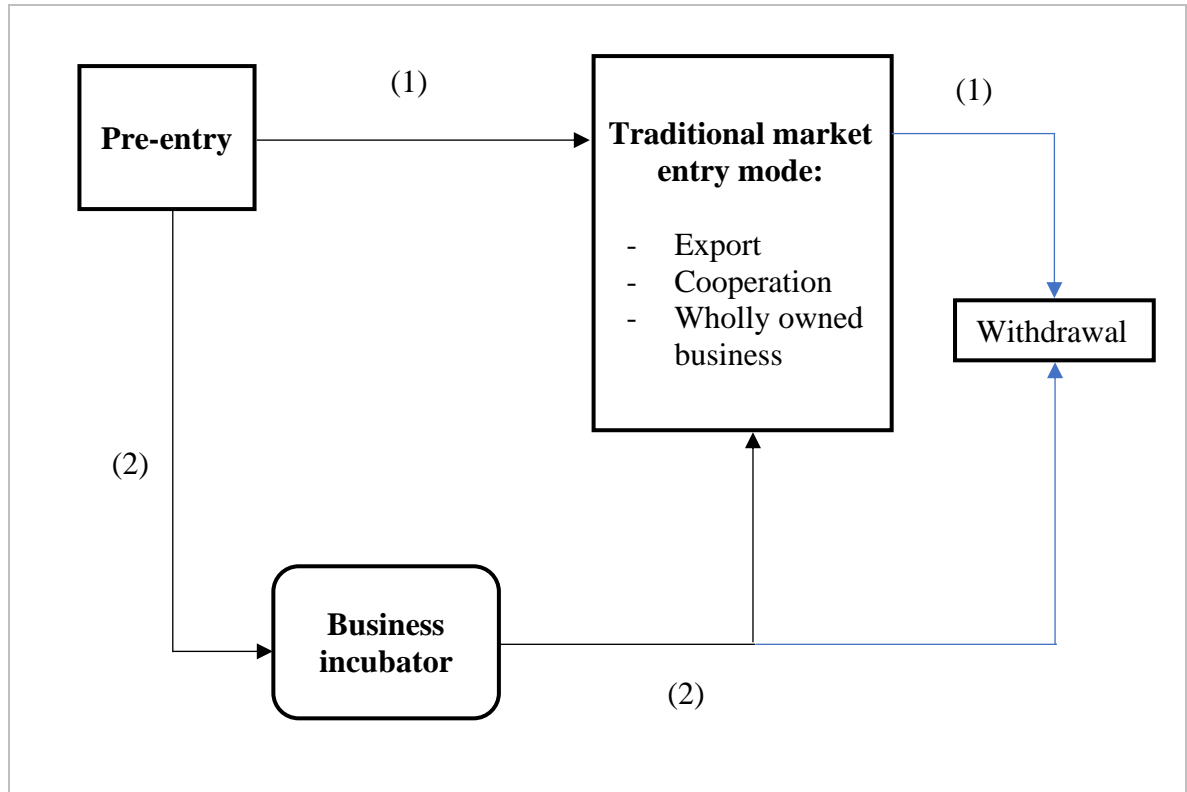 (1)
(1)
Pre-entry
Traditional market
entry mode:
- Export
- Cooperation
- Wholly owned
business
Withdrawal
(2)
Business
incubator
(2)